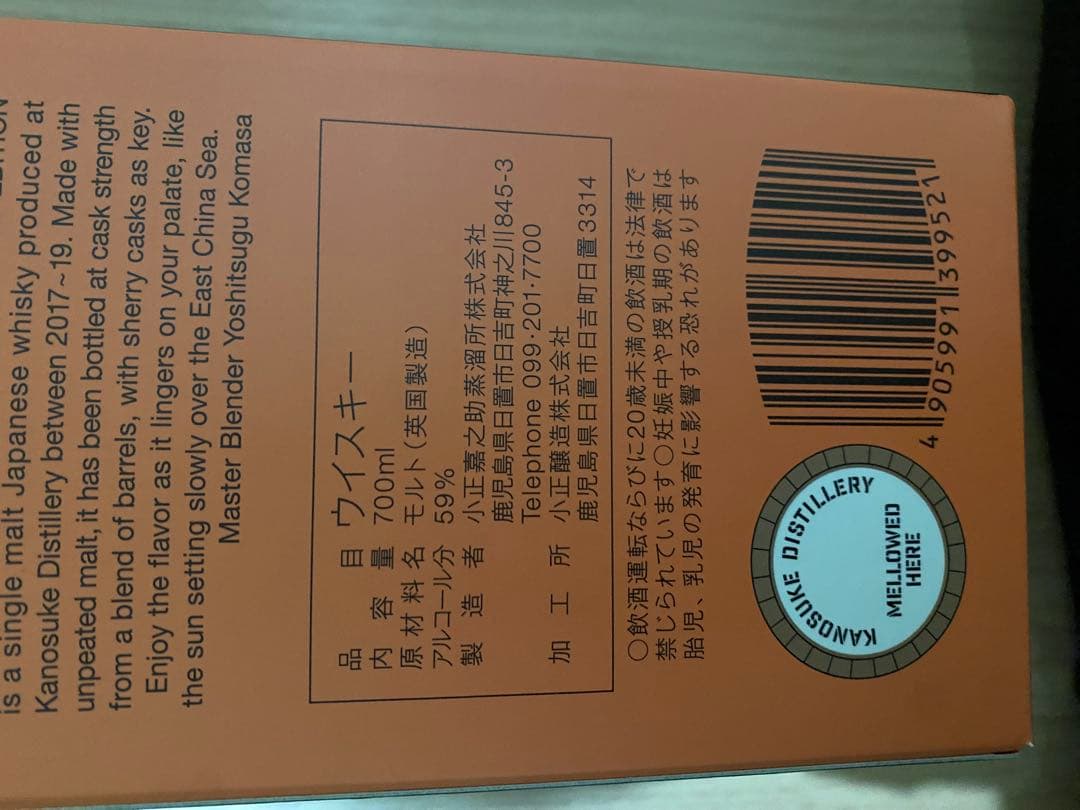 EDITION
is a single malt Japanese whisky produced at
Kanosuke Distillery between 2017~19. Made with
unpeated malt, it has been bottled at cask strength
from a blend of barrels, with sherry casks as key.
Enjoy the flavor as it lingers on your palate, like
the sun setting slowly over the East China Sea.
Master Blender Yoshitsugu Komasa
品目 ウイスキー
内容量 700ml
原材料名 モルト(英国製造)
アルコール分 59%
製造者 小正嘉之助蒸溜所株式会社
鹿児島県日置市日吉町神之川845-3
Telephone 099·201·7700
加工所 小正醸造株式会社
鹿児島県日置市日吉町日置3314
○飲酒運転ならびに20歳未満の飲酒は法律で
禁じられています○妊娠中や授乳期の飲酒は
胎児、乳児の発育に影響する恐れがあります
KANOSUKE DISTILLERY
MELLOWED
HERE
4 905991 399521